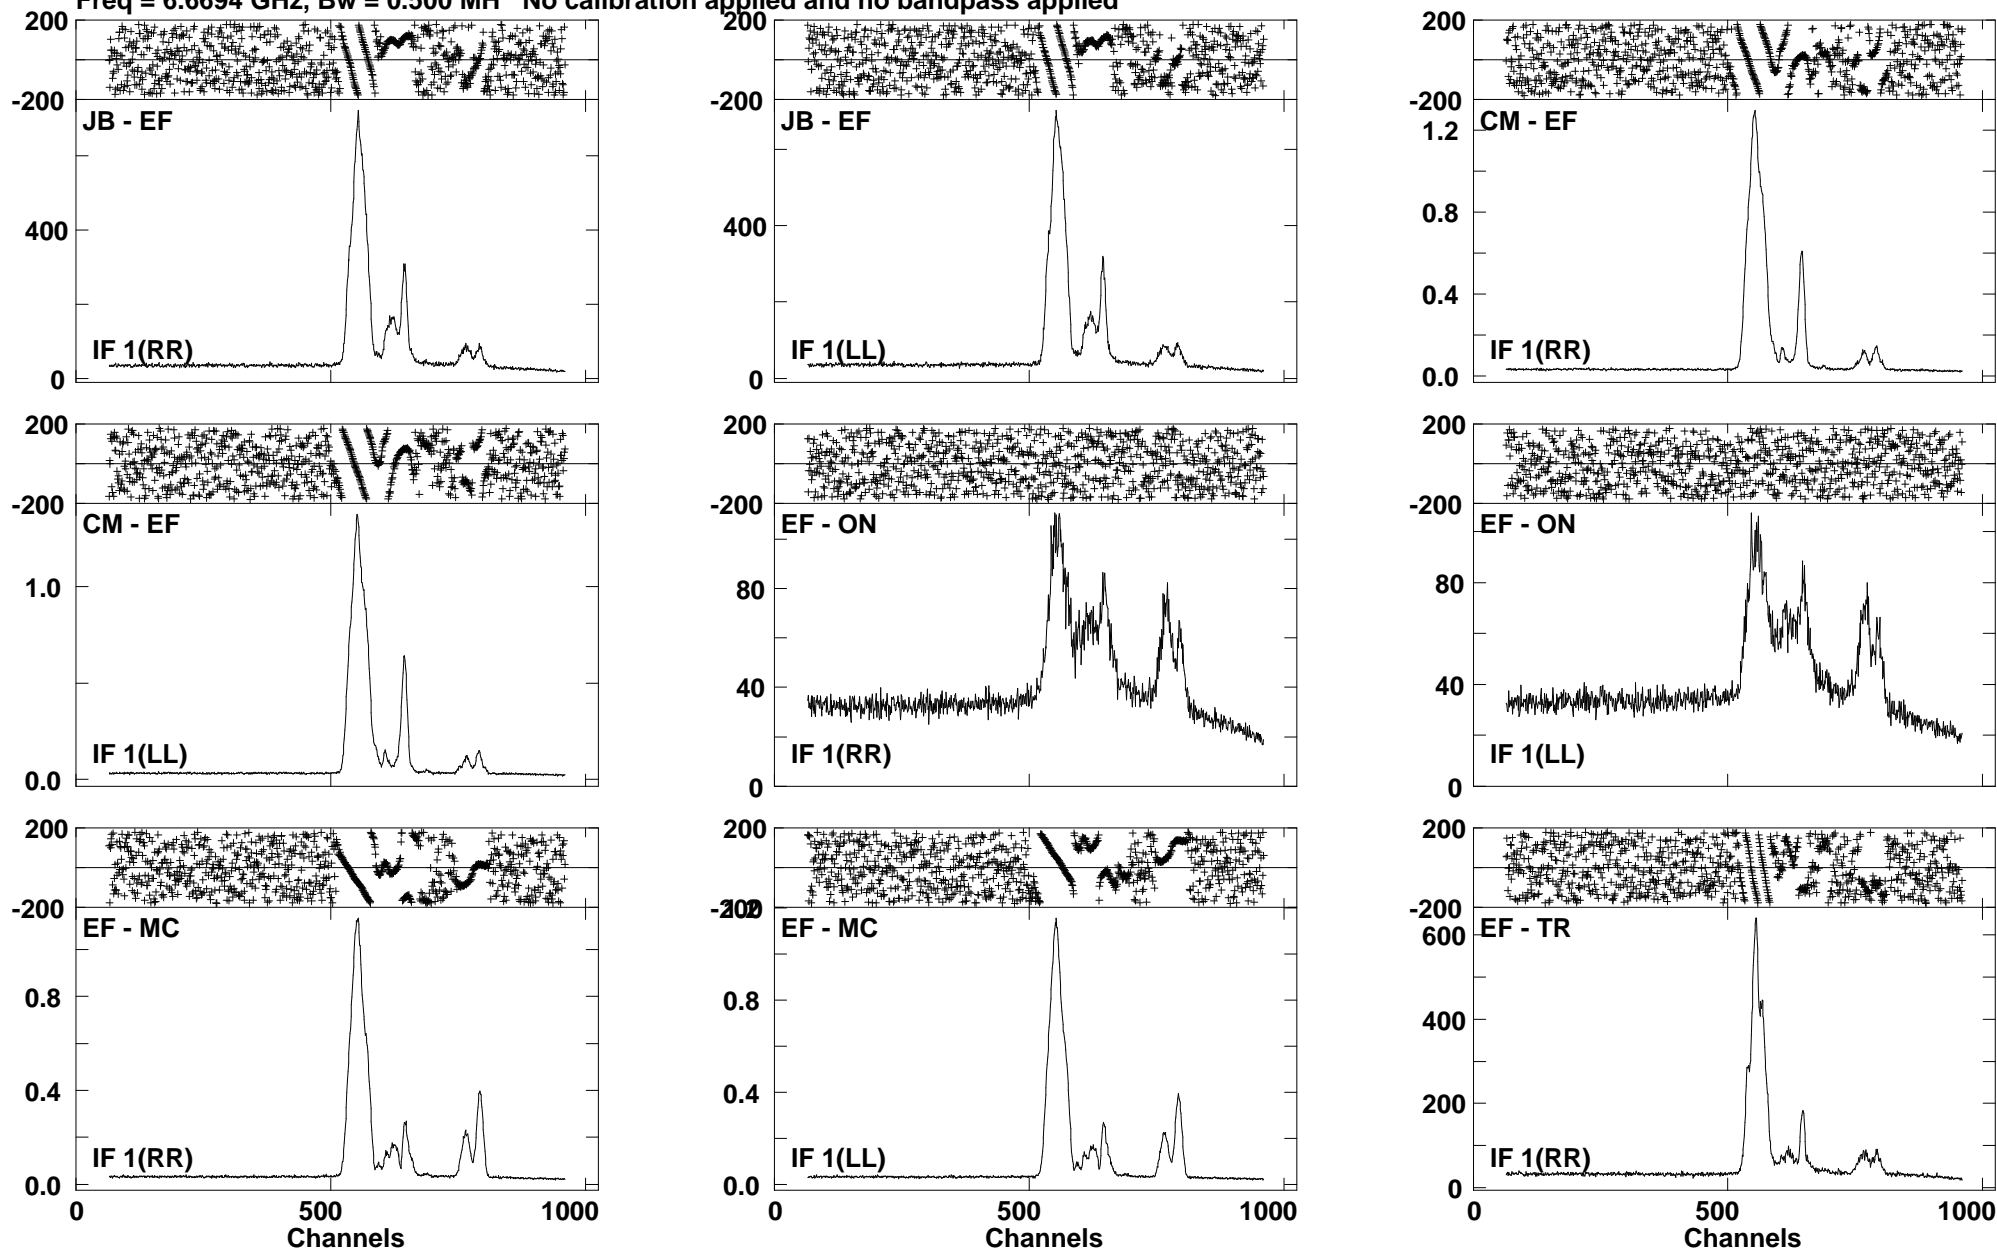 Freq = 6.6694 GHz, Bw = 0.500 MH No calibration applied and no bandpass applied
200
-200
JB - EF
400
IF 1(RR)
0
200
-200
JB - EF
400
IF 1(LL)
0
200
-200
CM - EF
1.2
0.8
0.4
IF 1(RR)
0.0
200
-200
CM - EF
1.0
IF 1(LL)
0.0
200
-200
EF - ON
80
40
IF 1(RR)
0
200
-200
EF - ON
80
40
IF 1(LL)
0
200
-200
EF - MC
0.8
0.4
IF 1(RR)
0.0
0 500 1000
Channels
200
-200
1.2
EF - MC
0.8
0.4
IF 1(LL)
0.0
0 500 1000
Channels
200
-200
600
EF - TR
400
200
IF 1(RR)
0
0 500 1000
Channels